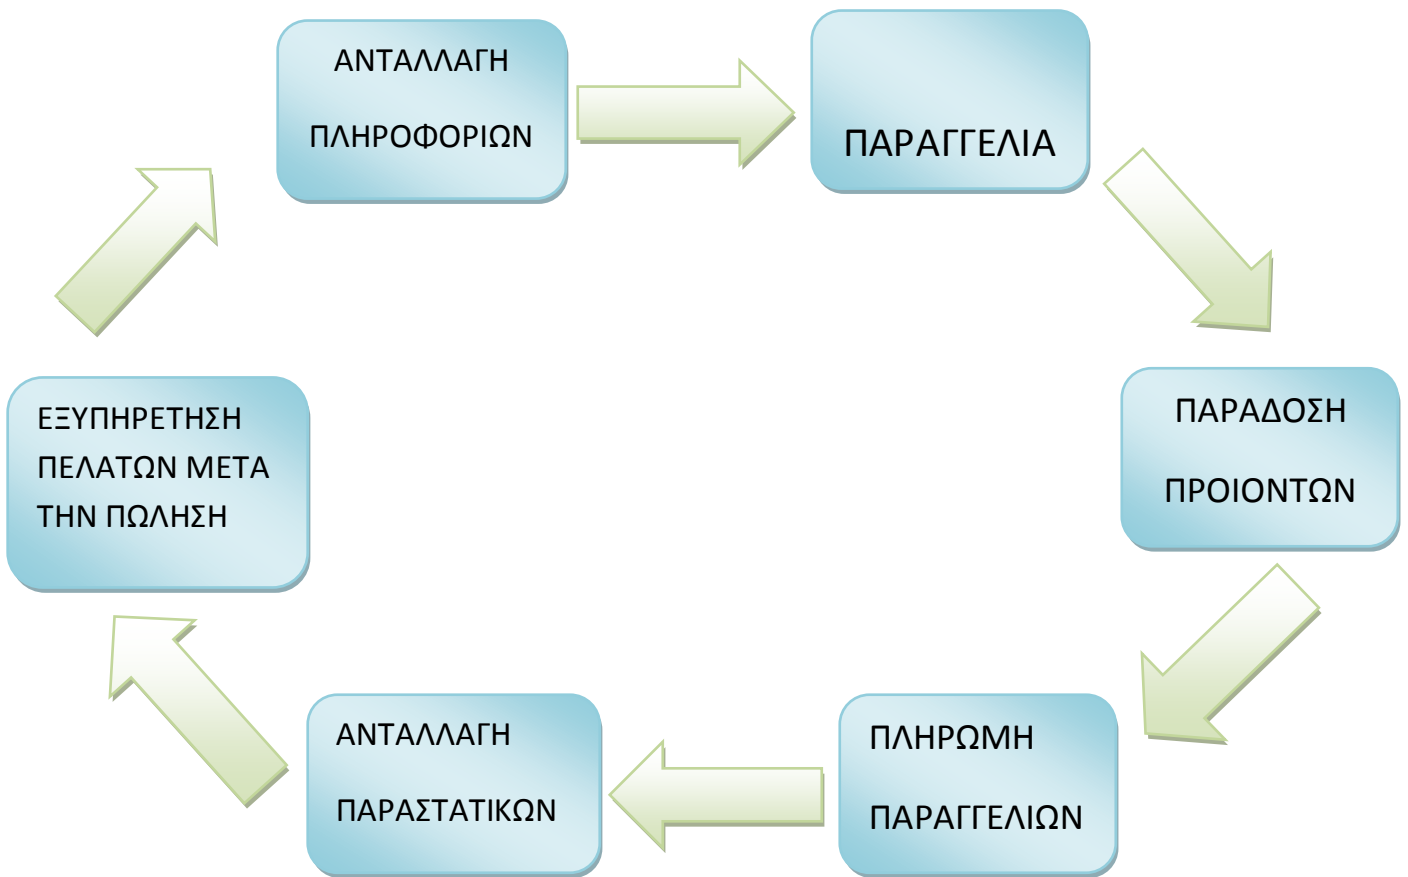 ΑΝΤΑΛΛΑΓΗ
ΠΛΗΡΟΦΟΡΙΩΝ
ΠΑΡΑΓΓΕΛΙΑ
ΠΑΡΑΔΟΣΗ
ΠΡΟΙΟΝΤΩΝ
ΠΛΗΡΩΜΗ
ΠΑΡΑΓΓΕΛΙΩΝ
ΑΝΤΑΛΛΑΓΗ
ΠΑΡΑΣΤΑΤΙΚΩΝ
ΕΞΥΠΗΡΕΤΗΣΗ
ΠΕΛΑΤΩΝ ΜΕΤΑ
ΤΗΝ ΠΩΛΗΣΗ